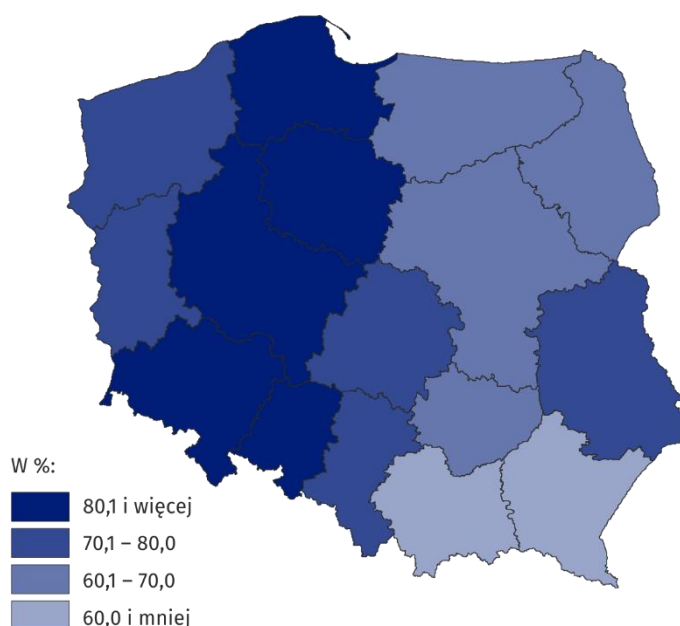 W %:
80,1 i więcej
70,1 – 80,0
60,1 – 70,0
60,0 i mniej